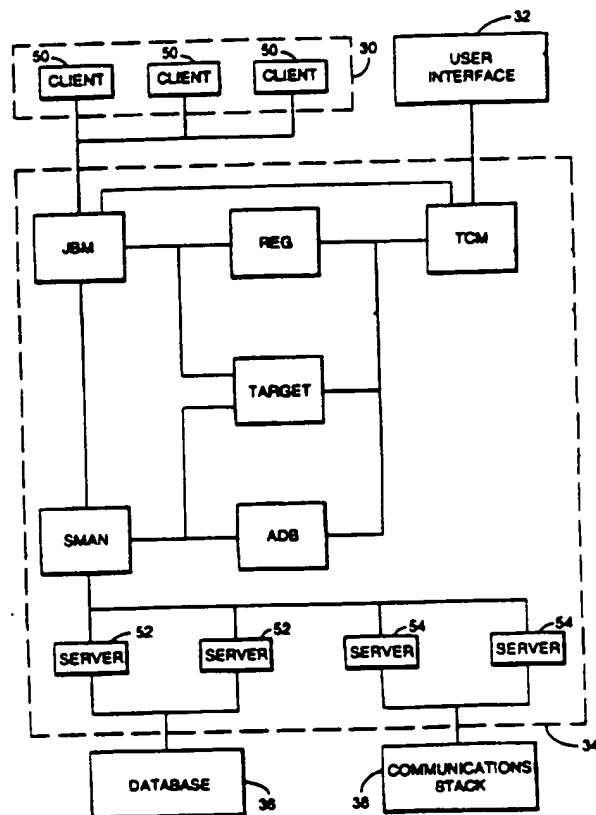 50
50
50
CLIENT
CLIENT
CLIENT
30
32
USER
INTERFACE
JBM
REG
TCM
TARGET
SMAN
ADB
52
52
54
54
SERVER
SERVER
SERVER
SERVER
34
DATABASE
36
COMMUNICATIONS
STACK
38